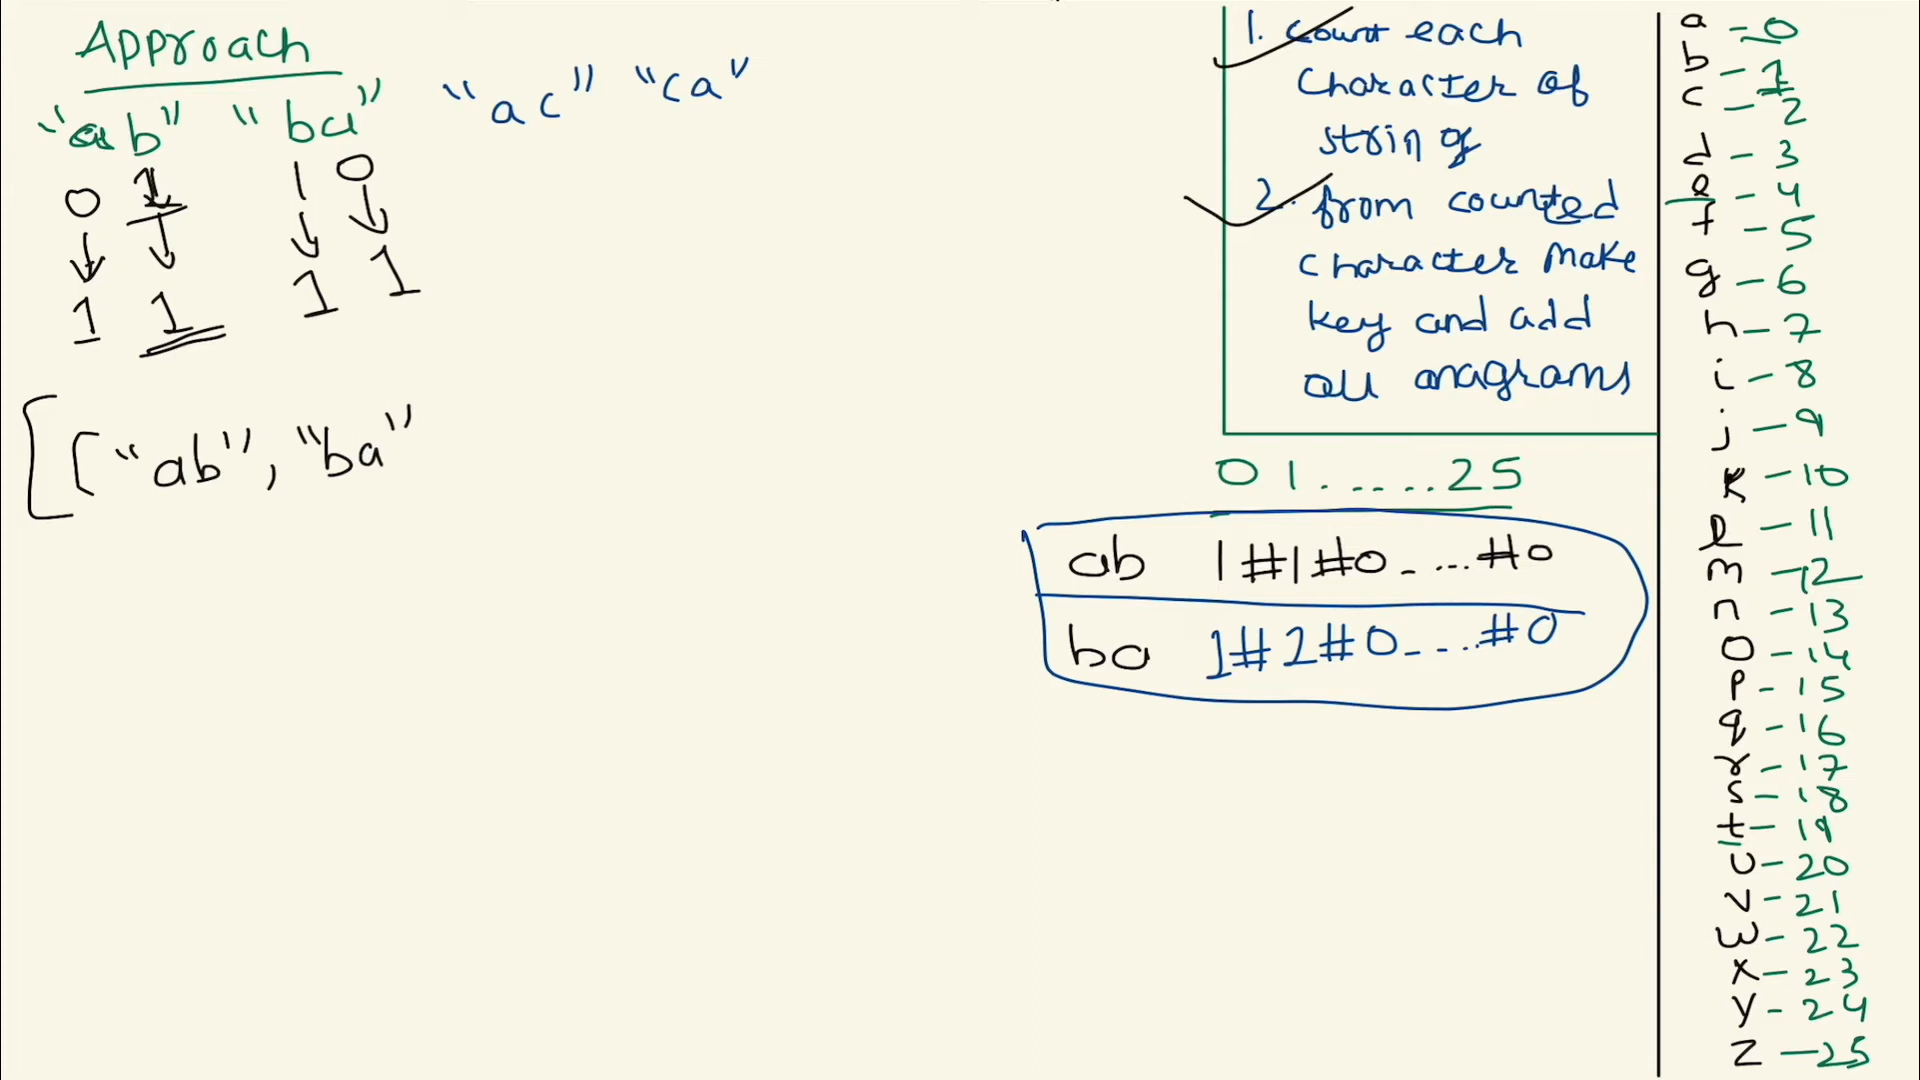 Approach
"ab" "ba" "ac" "ca"
0 1 1 0
1 1 1 1
[["ab", "ba"
1. Count each
Character of
string
2. from counted
character make
key and add
all anagrams
0 1 . . . . . 25
ab 1#1#0 - ... #0
ba 1#2#0 - - ... #0
a - 0
b - 1
c - 2
d - 3
e - 4
f - 5
g - 6
h - 7
i - 8
j - 9
k - 10
l - 11
m - 12
n - 13
o - 14
p - 15
q - 16
r - 17
s - 18
t - 19
u - 20
v - 21
w - 22
x - 23
y - 24
z - 25